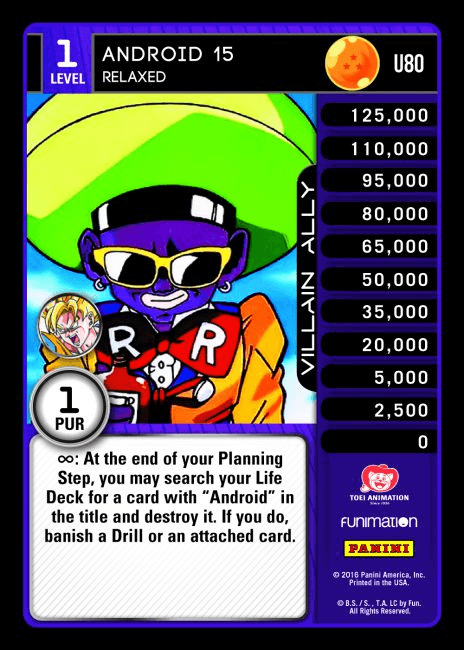 1
LEVEL
ANDROID 15
RELAXED
U80
125,000
110,000
95,000
80,000
65,000
50,000
35,000
20,000
5,000
2,500
0
VILLAIN ALLY
R R
1
PUR
∞: At the end of your Planning
Step, you may search your Life
Deck for a card with “Android” in
the title and destroy it. If you do,
banish a Drill or an attached card.
TOEI ANIMATION
Since 1956
FUNIMATION
PANINI
© 2016 Panini America, Inc.
Printed in the USA.
© B.S. / S. , T.A. LC by Fun.
All Rights Reserved.